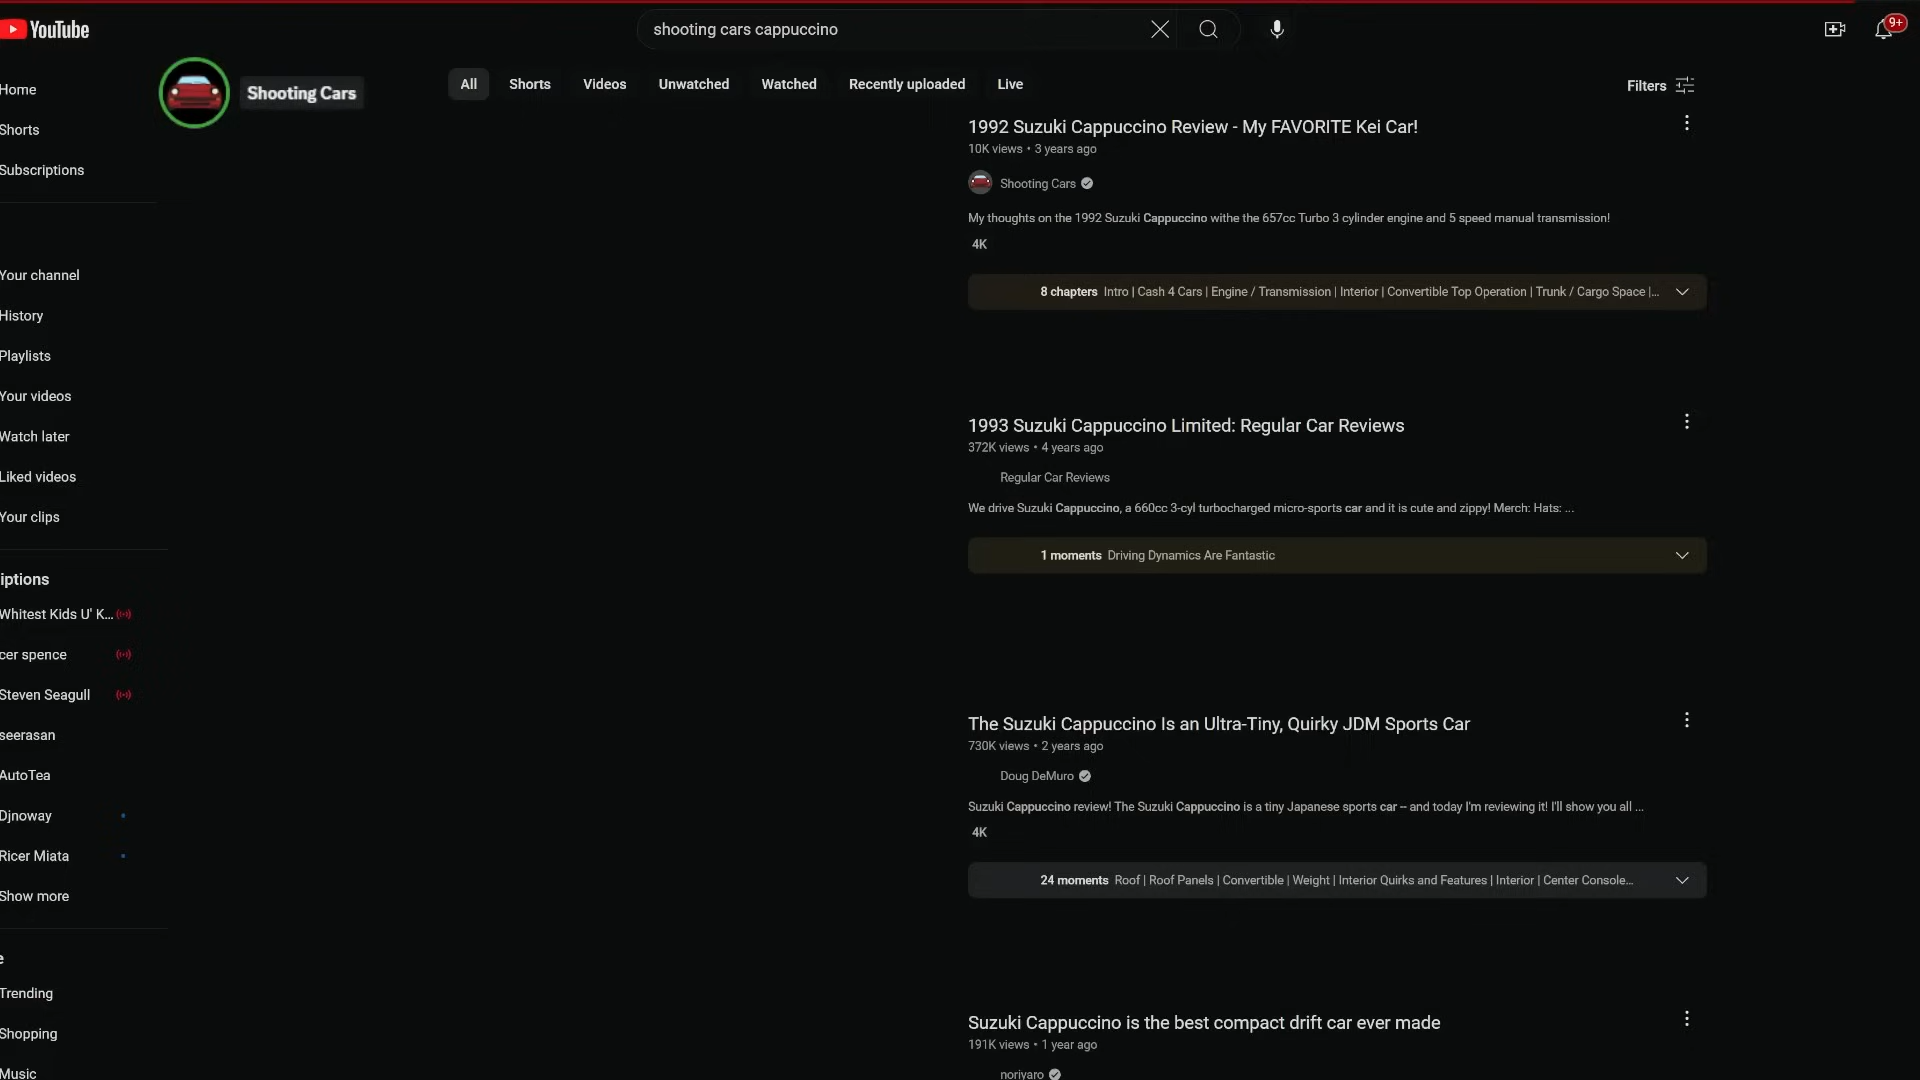 YouTube
shooting cars cappuccino
9+
Home
Shorts
Subscriptions
Your channel
History
Playlists
Your videos
Watch later
Liked videos
Your clips
iptions
Whitest Kids U' K...
cer spence
Steven Seagull
seerasan
AutoTea
Djnoway
Ricer Miata
Show more
e
Trending
Shopping
Music
Shooting Cars
All Shorts Videos Unwatched Watched Recently uploaded Live
Filters
1992 Suzuki Cappuccino Review - My FAVORITE Kei Car!
10K views • 3 years ago
Shooting Cars
My thoughts on the 1992 Suzuki Cappuccino withe the 657cc Turbo 3 cylinder engine and 5 speed manual transmission!
4K
8 chapters Intro | Cash 4 Cars | Engine / Transmission | Interior | Convertible Top Operation | Trunk / Cargo Space |...
1993 Suzuki Cappuccino Limited: Regular Car Reviews
372K views • 4 years ago
Regular Car Reviews
We drive Suzuki Cappuccino, a 660cc 3-cyl turbocharged micro-sports car and it is cute and zippy! Merch: Hats: ...
1 moments Driving Dynamics Are Fantastic
The Suzuki Cappuccino Is an Ultra-Tiny, Quirky JDM Sports Car
730K views • 2 years ago
Doug DeMuro
Suzuki Cappuccino review! The Suzuki Cappuccino is a tiny Japanese sports car – and today I'm reviewing it! I'll show you all ...
4K
24 moments Roof | Roof Panels | Convertible | Weight | Interior Quirks and Features | Interior | Center Console...
Suzuki Cappuccino is the best compact drift car ever made
191K views • 1 year ago
noriyaro